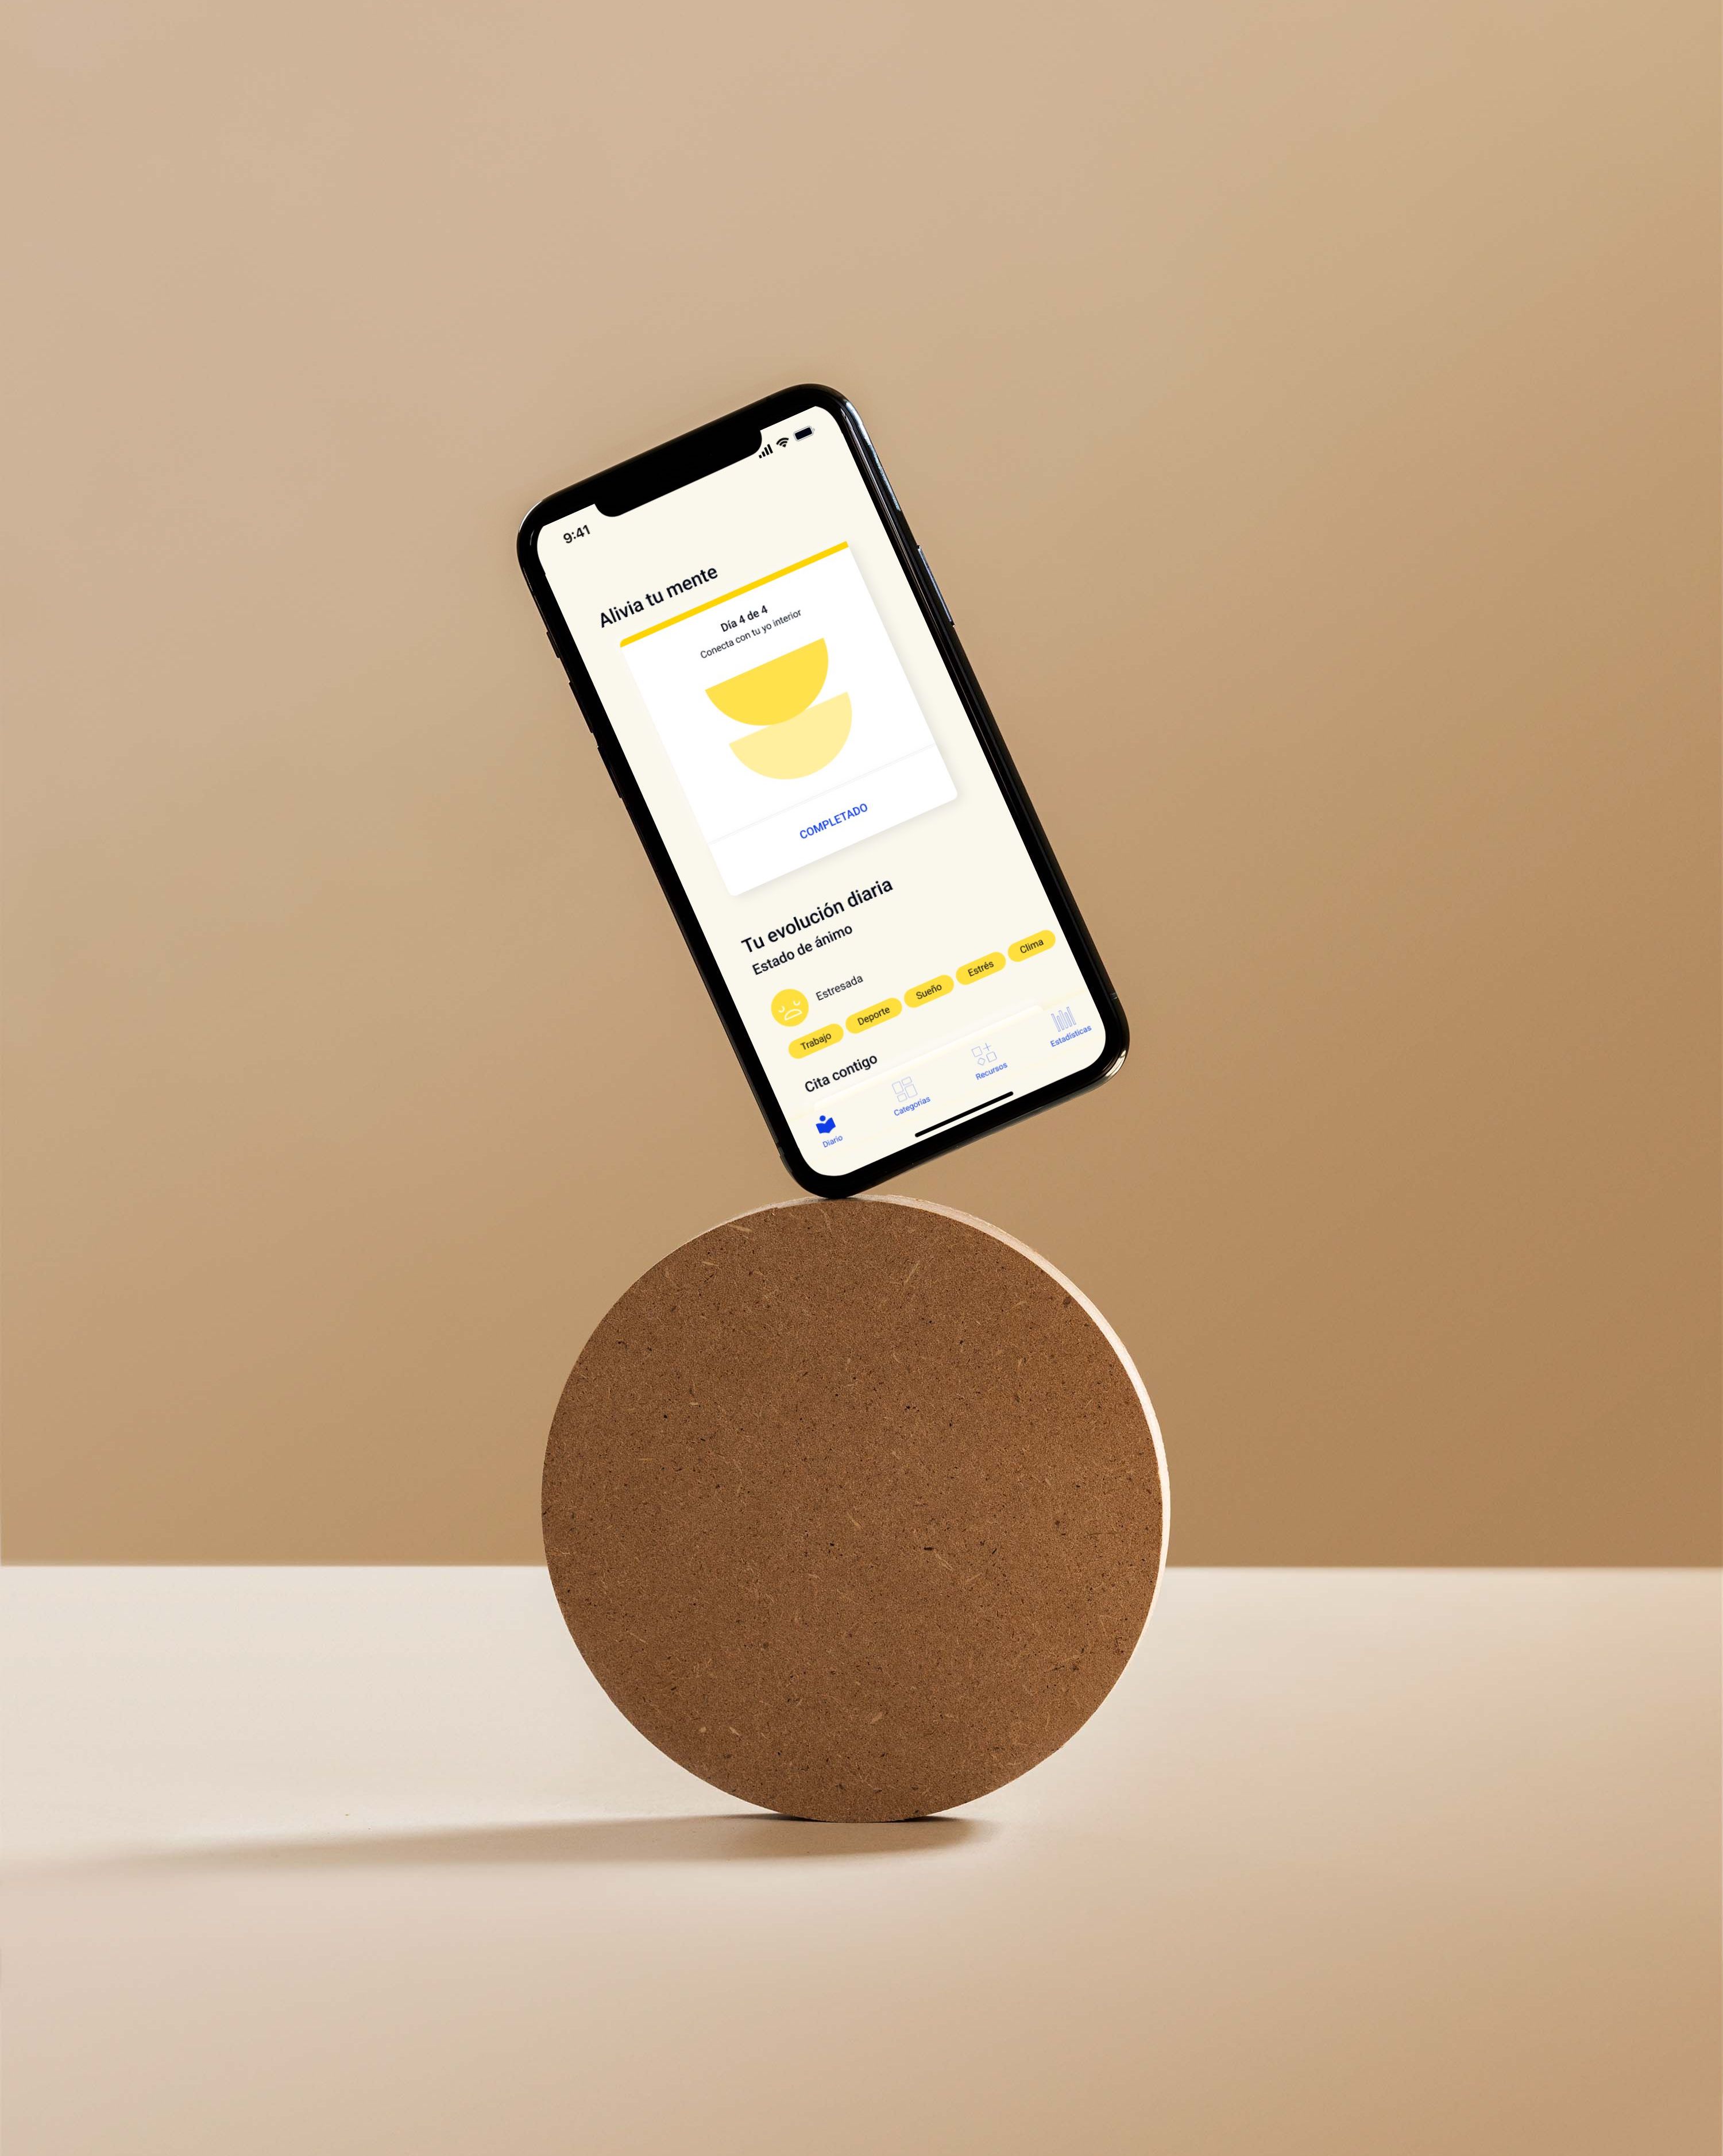 9:41
Alivia tu mente
Día 4 de 4
Conecta con tu yo interior
COMPLETADO
Tu evolución diaria
Estado de ánimo
Estresada
Trabajo Deporte Sueño Estrés Clima
Cita contigo
Diario Categorías Recursos Estadísticas